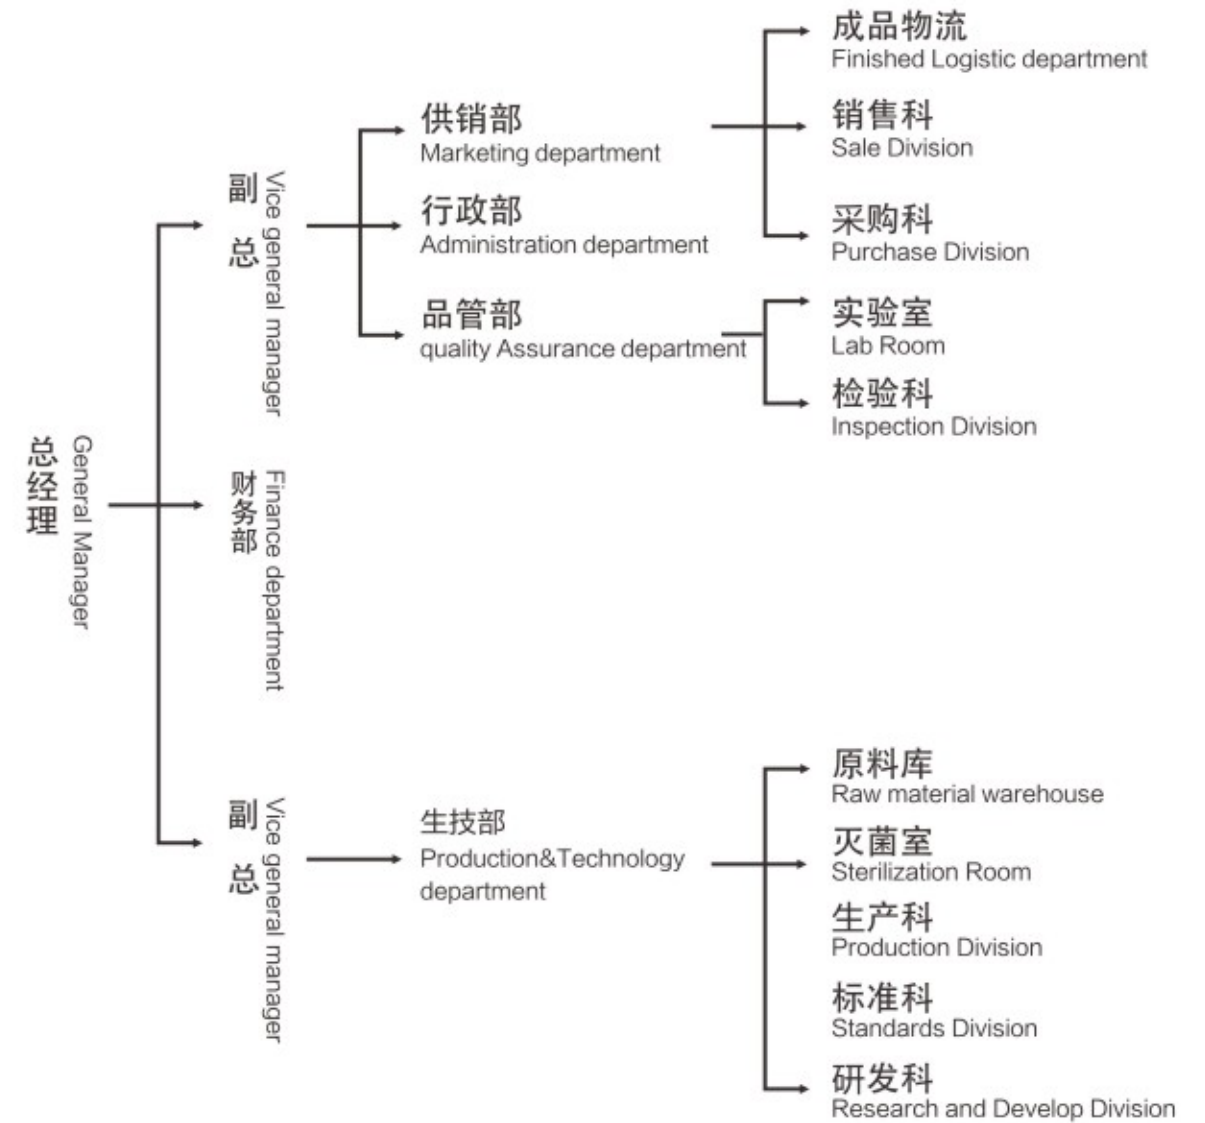 总经理
General Manager
副 总
Vice general manager
供销部
Marketing department
成品物流
Finished Logistic department
销售科
Sale Division
采购科
Purchase Division
行政部
Administration department
品管部
quality Assurance department
实验室
Lab Room
检验科
Inspection Division
财务部
Finance department
副 总
Vice general manager
生技部
Production&Technology
department
原料库
Raw material warehouse
灭菌室
Sterilization Room
生产科
Production Division
标准科
Standards Division
研发科
Research and Develop Division